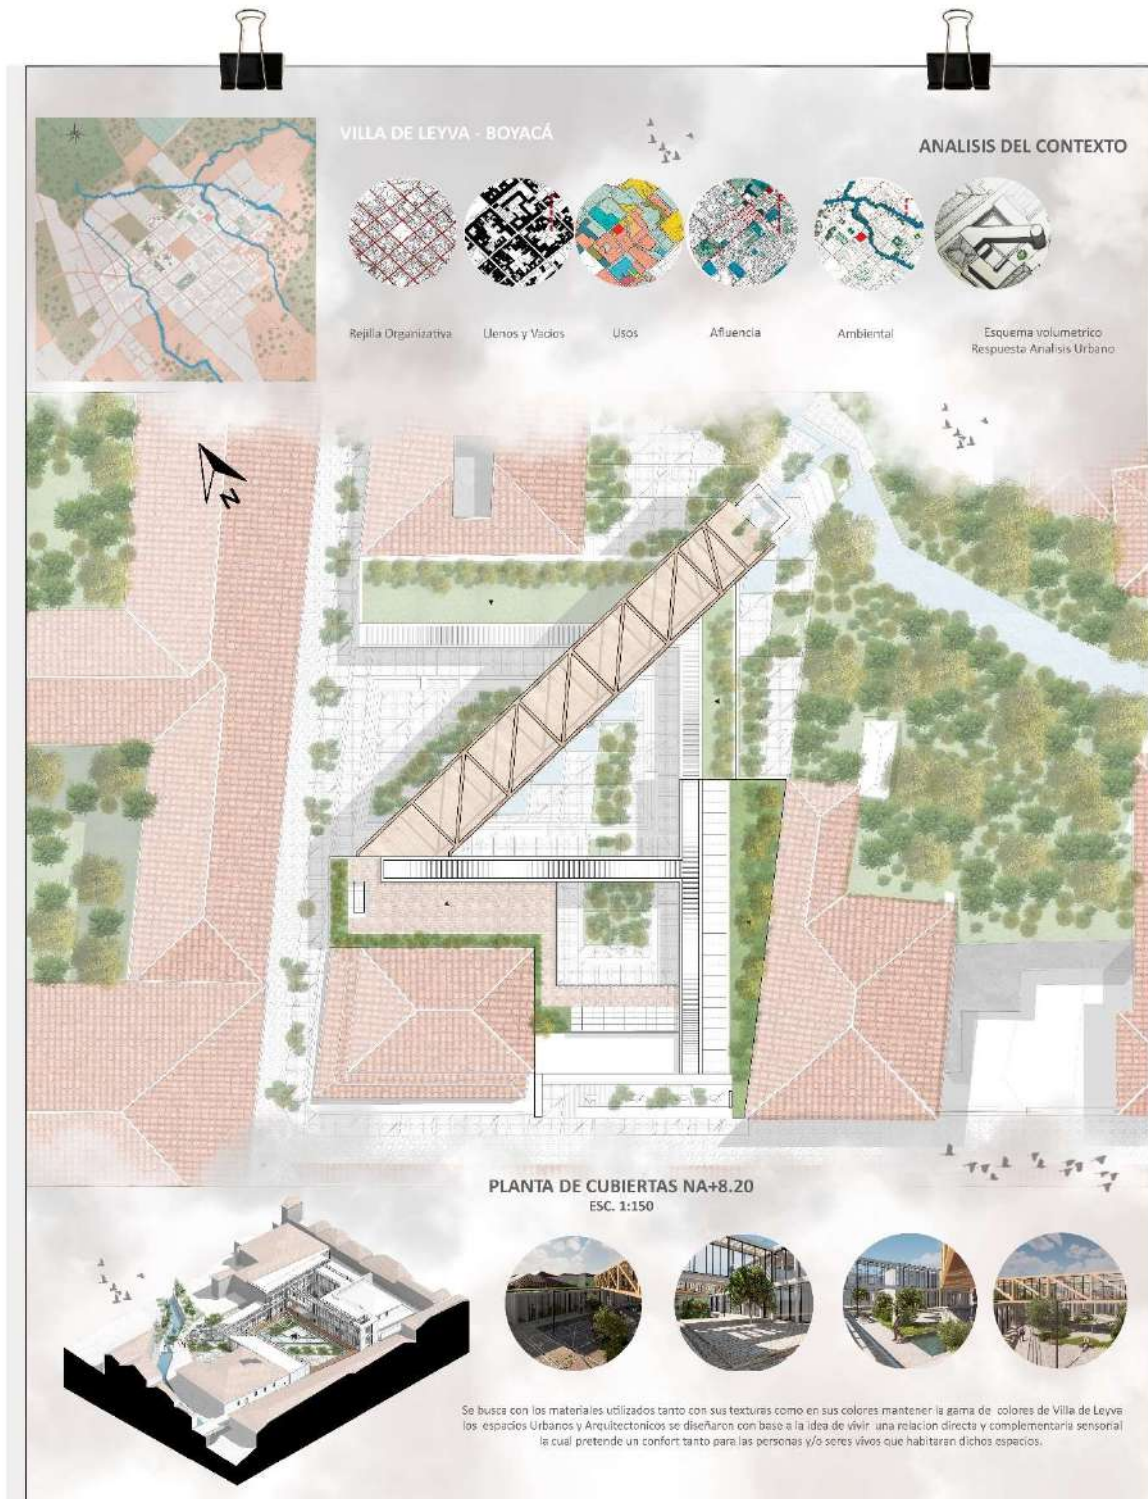 VILLA DE LEYVA - BOYACÁ
ANALISIS DEL CONTEXTO
Rejilla Organizativa
Llenos y Vacios
Usos
Afluencia
Ambiental
Esquema volumetrico
Respuesta Analisis Urbano
N
PLANTA DE CUBIERTAS NA+8.20
ESC. 1:150
Se busca con los materiales utilizados tanto con sus texturas como en sus colores mantener la gama de colores de Villa de Leyva
los espacios Urbanos y Arquitectonicos se diseñaron con base a la idea de vivir una relacion directa y complementaria sensorial
la cual pretende un confort tanto para las personas y/o seres vivos que habitaran dichos espacios.